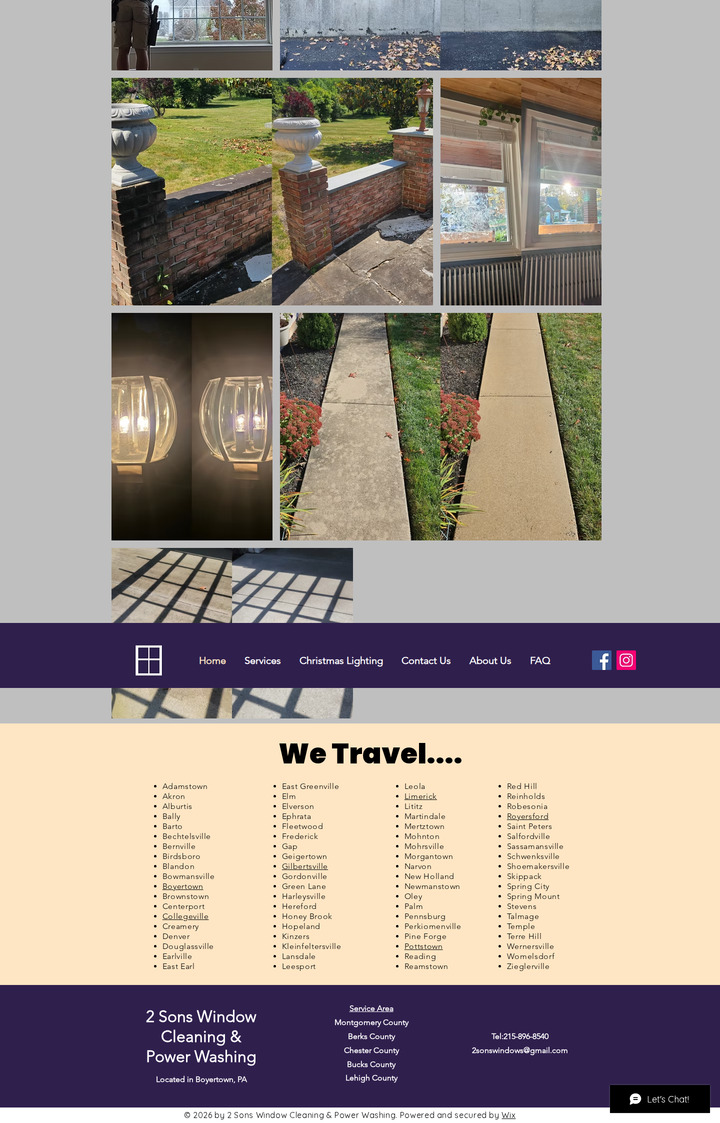 Home Services Christmas Lighting Contact Us About Us FAQ
We Travel....
Adamstown
Akron
Alburtis
Bally
Barto
Bechtelsville
Bernville
Birdsboro
Blandon
Bowmansville
Boyertown
Brownstown
Centerport
Collegeville
Creamery
Denver
Douglassville
Earlville
East Earl
East Greenville
Elm
Elverson
Ephrata
Fleetwood
Frederick
Gap
Geigertown
Gilbertsville
Gordonville
Green Lane
Harleysville
Hereford
Honey Brook
Hopeland
Kinzers
Kleinfeltersville
Lansdale
Leesport
Leola
Limerick
Lititz
Martindale
Mertztown
Mohnton
Mohrsville
Morgantown
Narvon
New Holland
Newmanstown
Oley
Palm
Pennsburg
Perkiomenville
Pine Forge
Pottstown
Reading
Reamstown
Red Hill
Reinholds
Robesonia
Royersford
Saint Peters
Salfordville
Sassamansville
Schwenksville
Shoemakersville
Skippack
Spring City
Spring Mount
Stevens
Talmage
Temple
Terre Hill
Wernersville
Womelsdorf
Zieglerville
2 Sons Window
Cleaning &
Power Washing
Located in Boyertown, PA
Service Area
Montgomery County
Berks County
Chester County
Bucks County
Lehigh County
Tel:215-896-8540
2sonswindows@gmail.com
Let's Chat!
© 2026 by 2 Sons Window Cleaning & Power Washing. Powered and secured by Wix